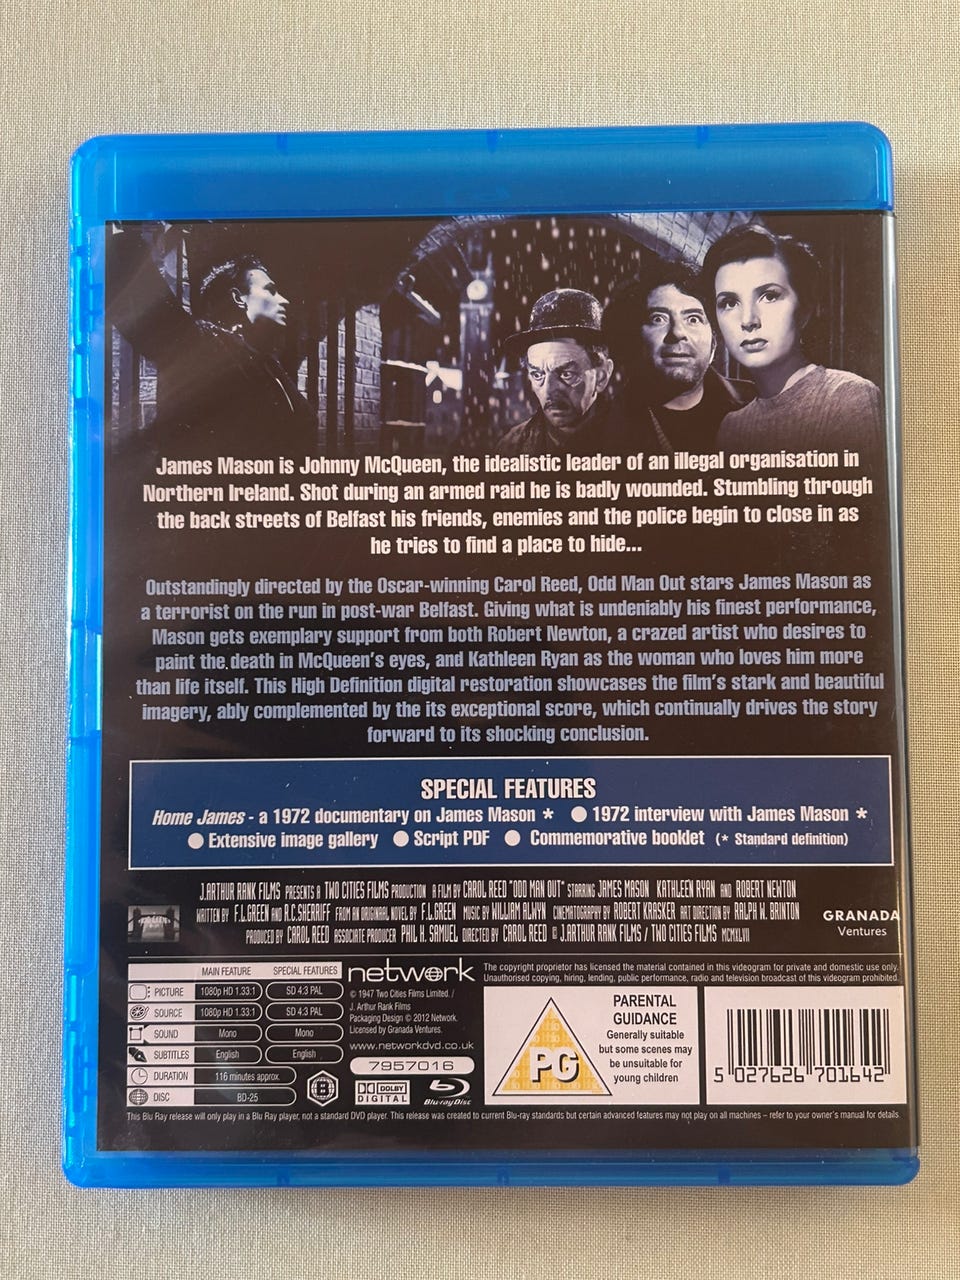 James Mason is Johnny McQueen, the idealistic leader of an illegal organisation in
Northern Ireland. Shot during an armed raid he is badly wounded. Stumbling through
the back streets of Belfast his friends, enemies and the police begin to close in as
he tries to find a place to hide...
Outstandingly directed by the Oscar-winning Carol Reed, Odd Man Out stars James Mason as
a terrorist on the run in post-war Belfast. Giving what is undeniably his finest performance,
Mason gets exemplary support from both Robert Newton, a crazed artist who desires to
paint the death in McQueen's eyes, and Kathleen Ryan as the woman who loves him more
than life itself. This High Definition digital restoration showcases the film's stark and beautiful
imagery, ably complemented by the its exceptional score, which continually drives the story
forward to its shocking conclusion.
SPECIAL FEATURES
Home James - a 1972 documentary on James Mason * ● 1972 interview with James Mason *
● Extensive image gallery ● Script PDF ● Commemorative booklet (* Standard definition)
J.ARTHUR RANK FILMS PRESENTS A TWO CITIES FILMS PRODUCTION A FILM BY CAROL REED "ODD MAN OUT" STARRING JAMES MASON KATHLEEN RYAN AND ROBERT NEWTON
WRITTEN BY F.L.GREEN AND R.C.SHERRIFF FROM AN ORIGINAL NOVEL BY F.L.GREEN MUSIC BY WILLIAM ALWYN CINEMATOGRAPHY BY ROBERT KRASKER ART DIRECTION BY RALPH W. BRINTON
PRODUCED BY CAROL REED ASSOCIATE PRODUCER PHIL H. SAMUEL DIRECTED BY CAROL REED © J.ARTHUR RANK FILMS / TWO CITIES FILMS MCMXLVII
GRANADA
Ventures
MAIN FEATURE SPECIAL FEATURES
PICTURE 1080p HD 1.33:1 SD 4:3 PAL
SOURCE 1080p HD 1.33:1 SD 4:3 PAL
SOUND Mono Mono
SUBTITLES English English
DURATION 116 minutes approx.
DISC BD-25
network
© 1947 Two Cities Films Limited. /
J. Arthur Rank Films
Packaging Design © 2012 Network.
Licensed by Granada Ventures.
www.networkdvd.co.uk
7957016
B
DOLBY
DIGITAL
Blu-ray Disc
The copyright proprietor has licensed the material contained in this videogram for private and domestic use only.
Unauthorised copying, hiring, lending, public performance, radio and television broadcast of this videogram prohibited.
PG
PARENTAL
GUIDANCE
Generally suitable
but some scenes may
be unsuitable for
young children
5 027626 701642
This Blu Ray release will only play in a Blu Ray player, not a standard DVD player. This release was created to current Blu-ray standards but certain advanced features may not play on all machines – refer to your owner's manual for details.